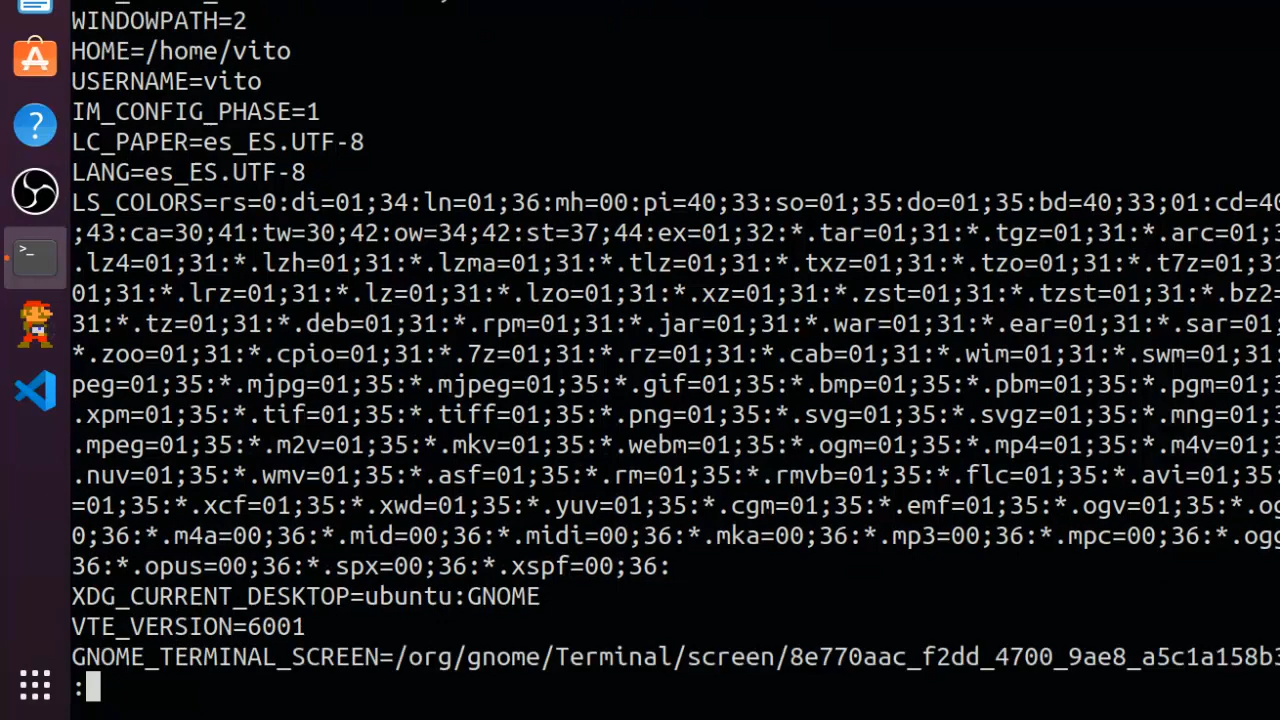 WINDOWPATH=2
HOME=/home/vito
USERNAME=vito
IM_CONFIG_PHASE=1
LC_PAPER=es_ES.UTF-8
LANG=es_ES.UTF-8
LS_COLORS=rs=0:di=01;34:ln=01;36:mh=00:pi=40;33:so=01;35:do=01;35:bd=40;33;01:cd=40
;43:ca=30;41:tw=30;42:ow=34;42:st=37;44:ex=01;32:*.tar=01;31:*.tgz=01;31:*.arc=01;3
.lz4=01;31:*.lzh=01;31:*.lzma=01;31:*.tlz=01;31:*.txz=01;31:*.tzo=01;31:*.t7z=01;31
01;31:*.lrz=01;31:*.lz=01;31:*.lzo=01;31:*.xz=01;31:*.zst=01;31:*.tzst=01;31:*.bz2=
31:*.tz=01;31:*.deb=01;31:*.rpm=01;31:*.jar=01;31:*.war=01;31:*.ear=01;31:*.sar=01;
*.zoo=01;31:*.cpio=01;31:*.7z=01;31:*.rz=01;31:*.cab=01;31:*.wim=01;31:*.swm=01;31
peg=01;35:*.mjpg=01;35:*.mjpeg=01;35:*.gif=01;35:*.bmp=01;35:*.pbm=01;35:*.pgm=01;
.xpm=01;35:*.tif=01;35:*.tiff=01;35:*.png=01;35:*.svg=01;35:*.svgz=01;35:*.mng=01;
.mpeg=01;35:*.m2v=01;35:*.mkv=01;35:*.webm=01;35:*.ogm=01;35:*.mp4=01;35:*.m4v=01;
.nuv=01;35:*.wmv=01;35:*.asf=01;35:*.rm=01;35:*.rmvb=01;35:*.flc=01;35:*.avi=01;35
=01;35:*.xcf=01;35:*.xwd=01;35:*.yuv=01;35:*.cgm=01;35:*.emf=01;35:*.ogv=01;35:*.og
0;36:*.m4a=00;36:*.mid=00;36:*.midi=00;36:*.mka=00;36:*.mp3=00;36:*.mpc=00;36:*.ogg
36:*.opus=00;36:*.spx=00;36:*.xspf=00;36:
XDG_CURRENT_DESKTOP=ubuntu:GNOME
VTE_VERSION=6001
GNOME_TERMINAL_SCREEN=/org/gnome/Terminal/screen/8e770aac_f2dd_4700_9ae8_a5c1a158b3
: